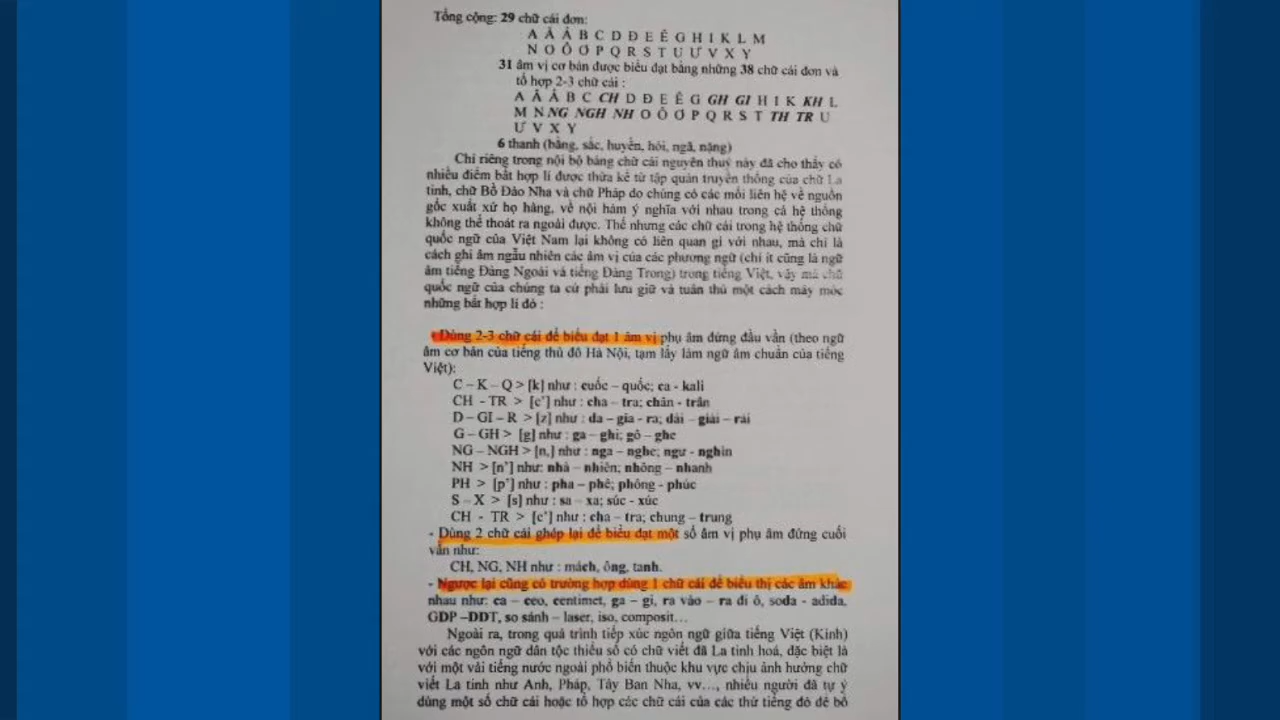 Tổng cộng: 29 chữ cái đơn:
A Ă Â B C D Đ E Ê G H I K L M
N O Ô Ơ P Q R S T U Ư V X Y
31 âm vị cơ bản được biểu đạt bằng những 38 chữ cái đơn và
tổ hợp 2-3 chữ cái :
A Ă Â B C CH D Đ E Ê G GH GI H I K KH L
M N NG NGH NH O Ô Ơ P Q R S T TH TR U
Ư V X Y
6 thanh (bằng, sắc, huyền, hỏi, ngã, nặng)
Chỉ riêng trong nội bộ bảng chữ cái nguyên thuỷ này đã cho thấy có
nhiều điểm bất hợp lí được thừa kế từ tập quán truyền thống của chữ La
tinh, chữ Bồ Đào Nha và chữ Pháp do chúng có các mối liên hệ về nguồn
gốc xuất xứ họ hàng, về nội hàm ý nghĩa với nhau trong cả hệ thống
không thể thoát ra ngoài được. Thế nhưng các chữ cái trong hệ thống chữ
quốc ngữ của Việt Nam lại không có liên quan gì với nhau, mà chỉ là
cách ghi âm ngẫu nhiên các âm vị của các phương ngữ (chí ít cũng là ngữ
âm tiếng Đàng Ngoài và tiếng Đàng Trong) trong tiếng Việt, vậy mà chữ
quốc ngữ của chúng ta cứ phải lưu giữ và tuân thủ một cách máy móc
những bất hợp lí đó :
- Dùng 2-3 chữ cái để biểu đạt 1 âm vị phụ âm đứng đầu vần (theo ngữ
âm cơ bản của tiếng thủ đô Hà Nội, tạm lấy làm ngữ âm chuẩn của tiếng
Việt):
C – K – Q > [k] như : cuốc – quốc; ca - kali
CH - TR > [c'] như : cha – tra; chân - trân
D – GI – R > [z] như : da – gia - ra; dải – giải – rải
G – GH > [g] như : ga – ghi; gô – ghe
NG – NGH > [n,] như : nga – nghe; ngư - nghìn
NH > [n'] như: nhà – nhiên; nhông – nhanh
PH > [p'] như : pha – phê; phông - phúc
S – X > [s] như : sa – xa; súc - xúc
CH - TR > [c'] như : cha – tra; chung – trung
- Dùng 2 chữ cái ghép lại để biểu đạt một số âm vị phụ âm đứng cuối
vần như:
CH, NG, NH như : mách, ông, tanh.
- Ngược lại cũng có trường hợp dùng 1 chữ cái để biểu thị các âm khác
nhau như: ca – ceo, centimet, ga – gi, ra vào – ra đi ô, soda - adida,
GDP –DDT, so sánh – laser, iso, composit…
Ngoài ra, trong quá trình tiếp xúc ngôn ngữ giữa tiếng Việt (Kinh)
với các ngôn ngữ dân tộc thiểu số có chữ viết đã La tinh hoá, đặc biệt là
với một vài tiếng nước ngoài phổ biến thuộc khu vực chịu ảnh hưởng chữ
viết La tinh như Anh, Pháp, Tây Ban Nha, vv…, nhiều người đã tự ý
dùng một số chữ cái hoặc tổ hợp các chữ cái của các thứ tiếng đó để bổ